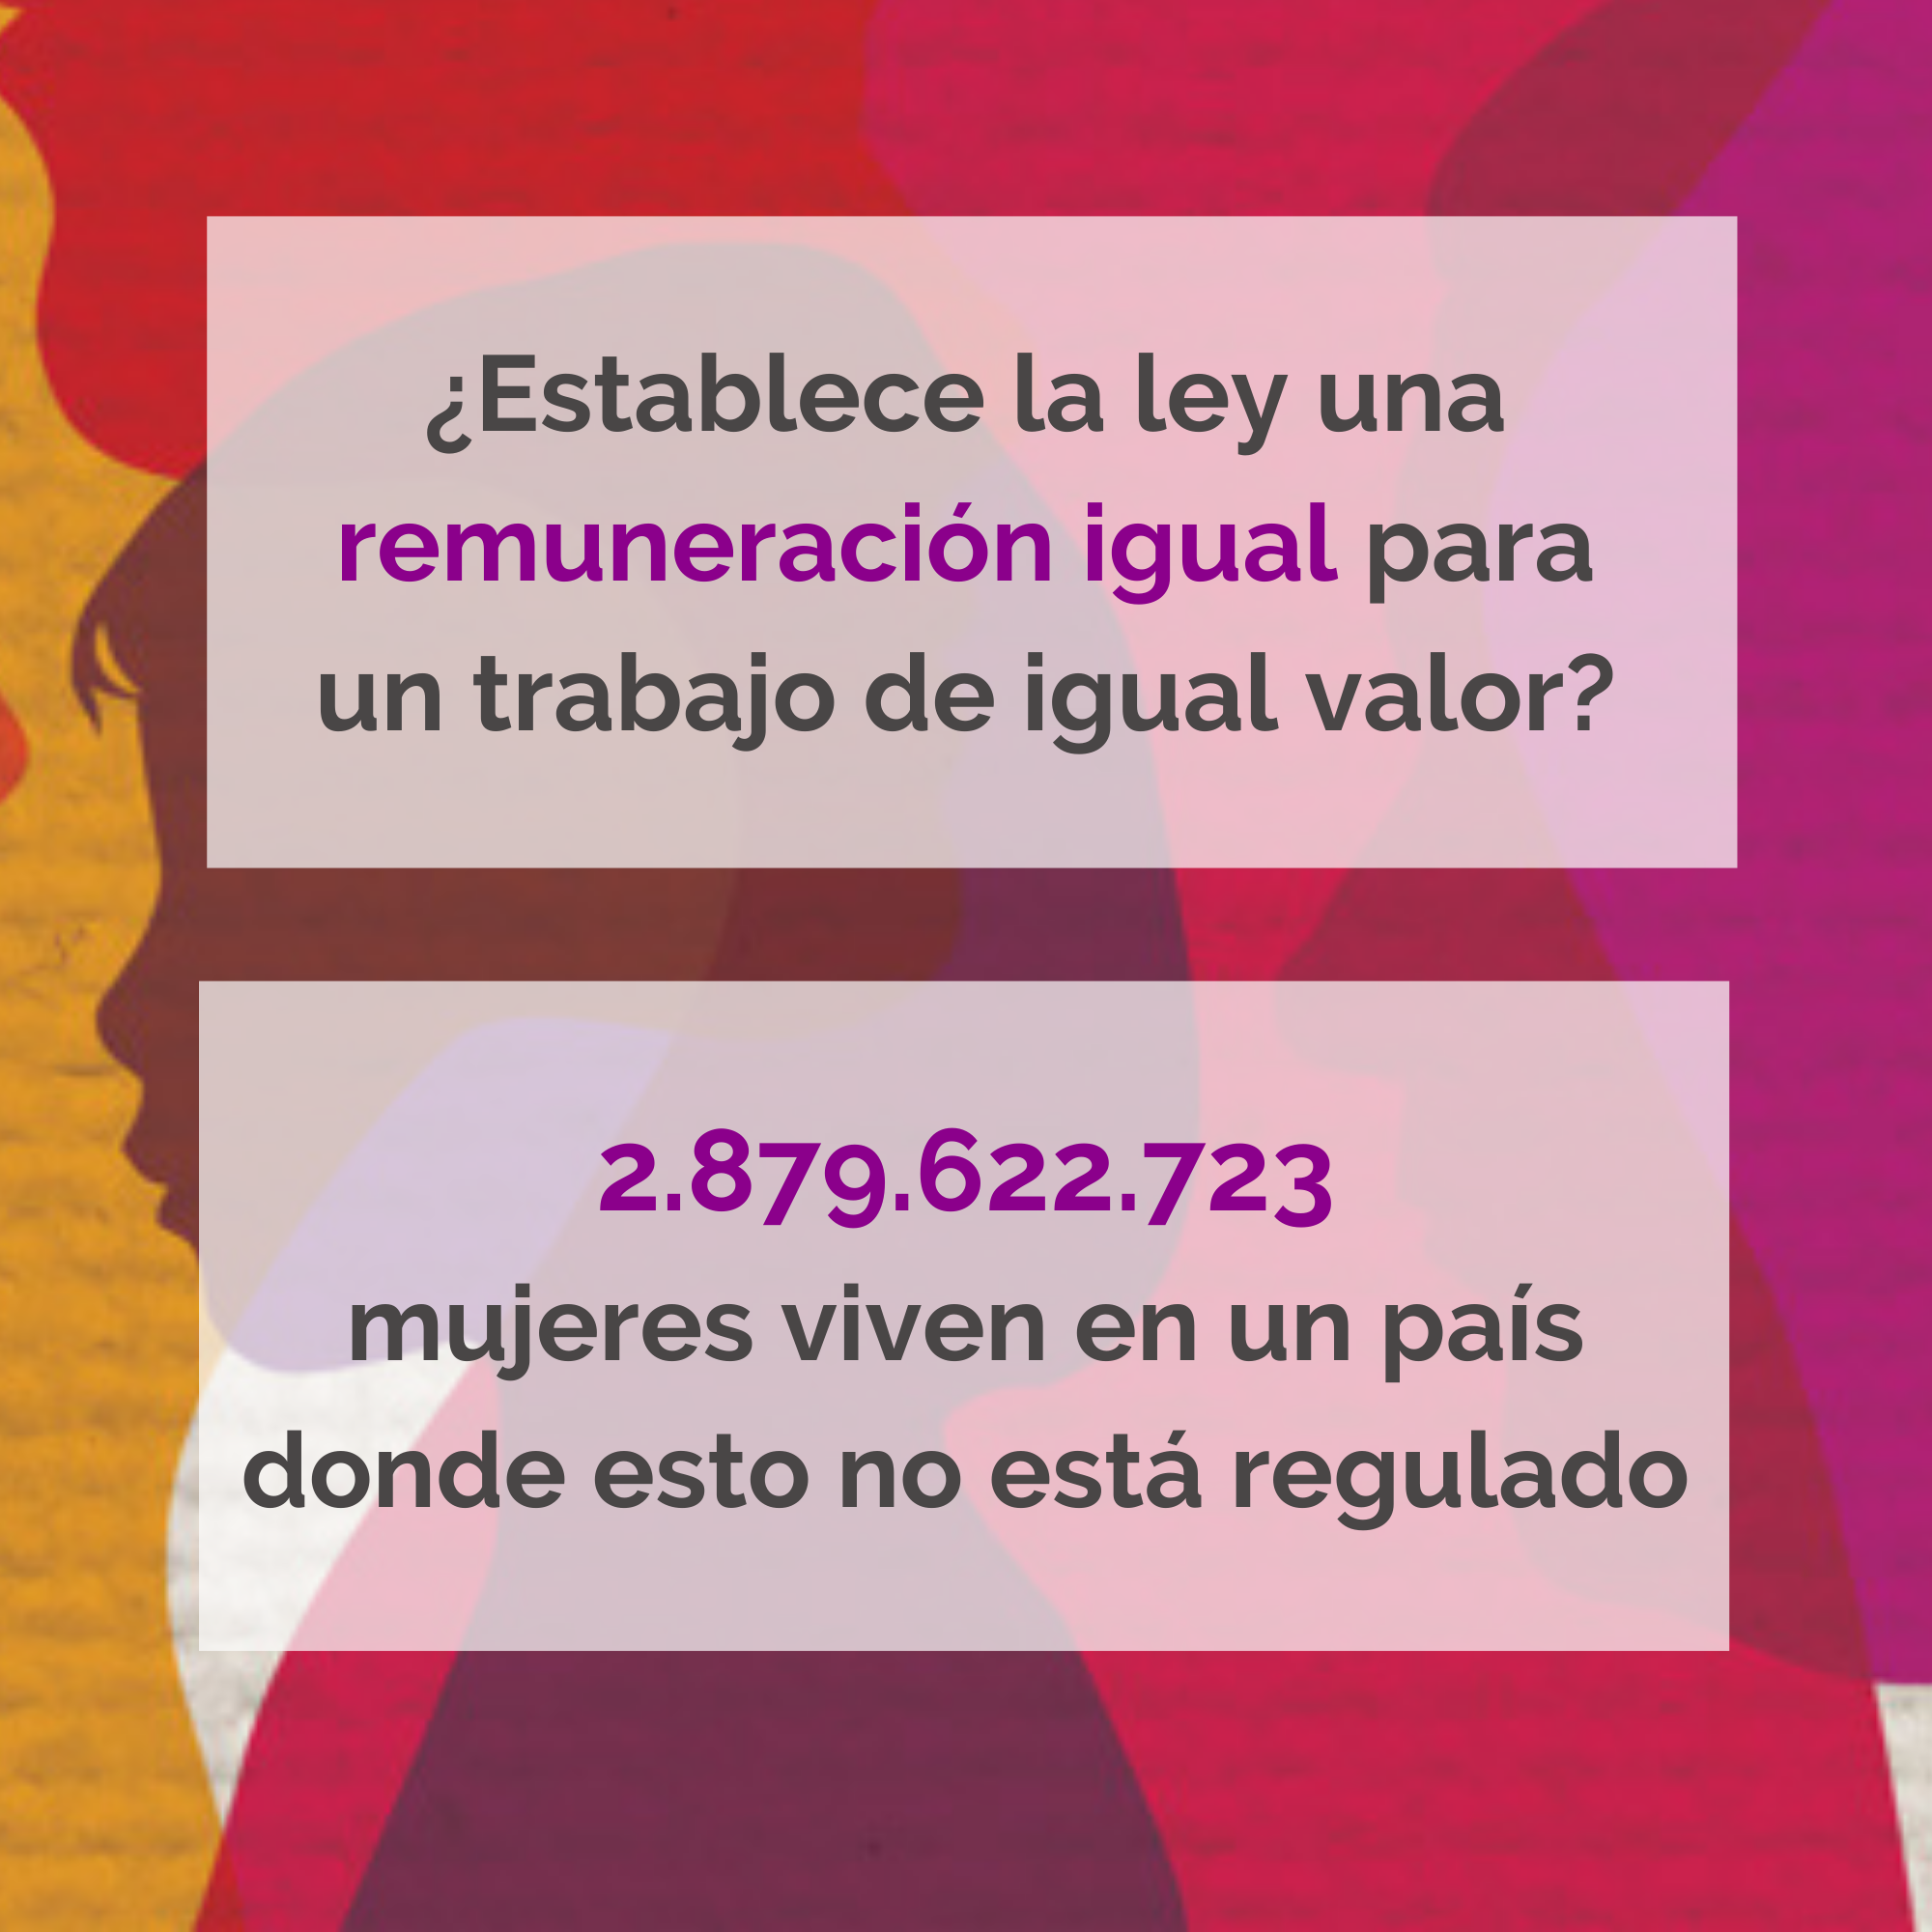 ¿Establece la ley una
remuneración igual para
un trabajo de igual valor?
2.879.622.723
mujeres viven en un país
donde esto no está regulado